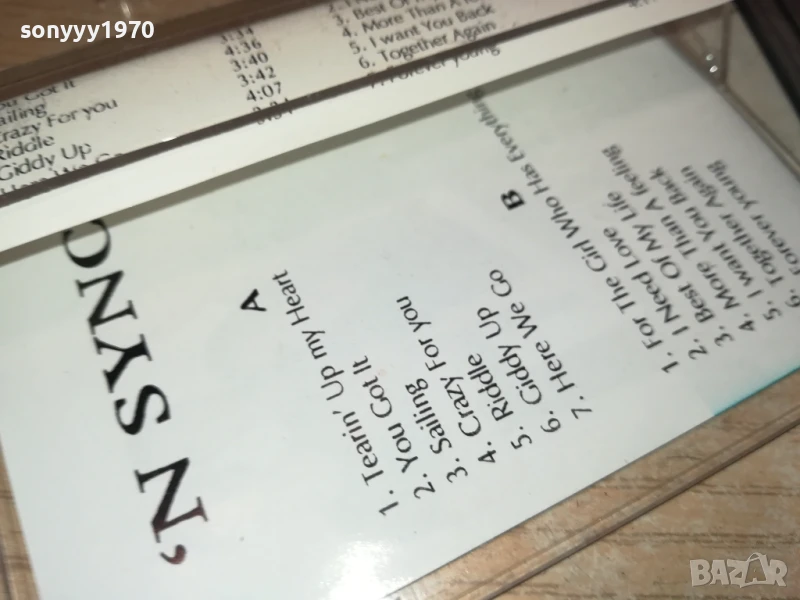 sonyyy1970
3:34
4:36
3:40
3:42
4:07
Sailing
Crazy For you
Riddle
Giddy Up
3. Best Of
4. More Than A
5. I want You Back
6. Together Again
7. Forever young
'N SYNC
A
1. Tearin' Up my Heart
2. You Got It
3. Sailing
4. Crazy For you
5. Riddle
6. Giddy UP
7. Here We Go
B
1. For The Girl Who Has Everything
2. I Need Love
3. Best Of My Life
4. More Than A feeling
5. I want You Back
6. Together Again
6. Forever young
BAZAR